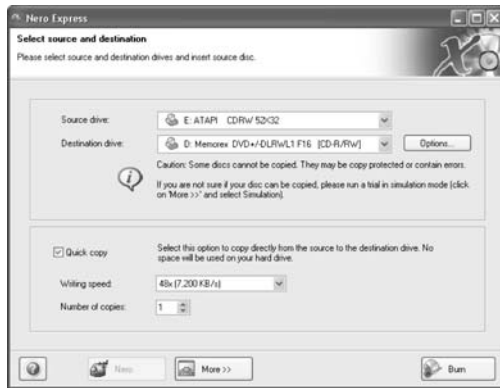 Nero Express
Select source and destination
Please select source and destination drives and insert source disc.
Source drive: E: ATAPI CDRW 52X32
Destination drive: D: Memorex DVD+/-DLRWL1 F16 [CD-R/RW] Options...
Caution: Some discs cannot be copied. They may be copy protected or contain errors.
If you are not sure if your disc can be copied, please run a trial in simulation mode (click
on 'More >>' and select Simulation).
Quick copy Select this option to copy directly from the source to the destination drive. No
space will be used on your hard drive.
Writing speed: 48x (7,200 KB/s)
Number of copies: 1
Nero More >> Burn